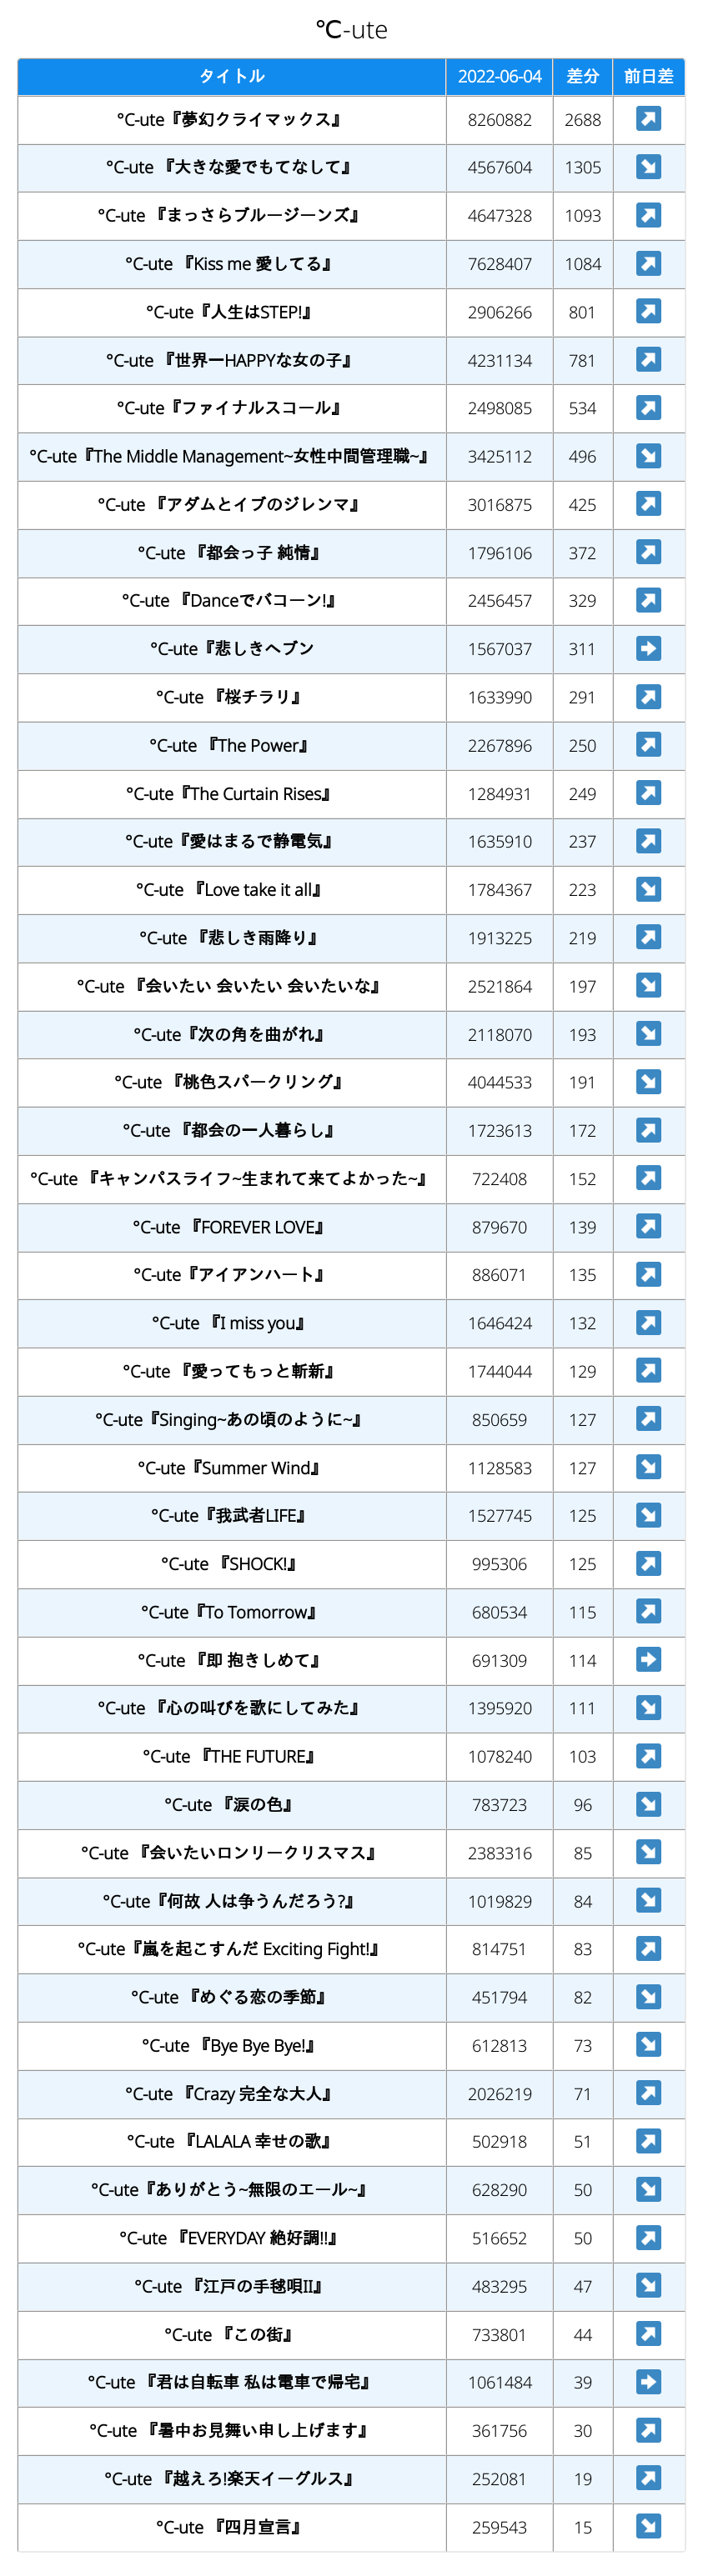 ℃-ute
タイトル 2022-06-04 差分 前日差
°C-ute『夢幻クライマックス』 8260882 2688 ↗
°C-ute 『大きな愛でもてなして』 4567604 1305 ↘
°C-ute 『まっさらブルージーンズ』 4647328 1093 ↗
°C-ute 『Kiss me 愛してる』 7628407 1084 ↗
°C-ute『人生はSTEP!』 2906266 801 ↗
°C-ute 『世界一HAPPYな女の子』 4231134 781 ↗
°C-ute『ファイナルスコール』 2498085 534 ↗
°C-ute『The Middle Management~女性中間管理職~』 3425112 496 ↘
°C-ute 『アダムとイブのジレンマ』 3016875 425 ↗
°C-ute 『都会っ子 純情』 1796106 372 ↗
°C-ute 『Danceでバコーン!』 2456457 329 ↗
°C-ute『悲しきヘブン 1567037 311 →
°C-ute 『桜チラリ』 1633990 291 ↗
°C-ute 『The Power』 2267896 250 ↗
°C-ute『The Curtain Rises』 1284931 249 ↗
°C-ute『愛はまるで静電気』 1635910 237 ↗
°C-ute 『Love take it all』 1784367 223 ↘
°C-ute 『悲しき雨降り』 1913225 219 ↗
°C-ute 『会いたい 会いたい 会いたいな』 2521864 197 ↘
°C-ute『次の角を曲がれ』 2118070 193 ↘
°C-ute 『桃色スパークリング』 4044533 191 ↘
°C-ute 『都会の一人暮らし』 1723613 172 ↗
°C-ute 『キャンパスライフ~生まれて来てよかった~』 722408 152 ↗
°C-ute 『FOREVER LOVE』 879670 139 ↗
°C-ute『アイアンハート』 886071 135 ↗
°C-ute 『I miss you』 1646424 132 ↗
°C-ute 『愛ってもっと斬新』 1744044 129 ↗
°C-ute『Singing~あの頃のように~』 850659 127 ↗
°C-ute『Summer Wind』 1128583 127 ↘
°C-ute『我武者LIFE』 1527745 125 ↘
°C-ute 『SHOCK!』 995306 125 ↗
°C-ute『To Tomorrow』 680534 115 ↗
°C-ute 『即 抱きしめて』 691309 114 →
°C-ute 『心の叫びを歌にしてみた』 1395920 111 ↘
°C-ute 『THE FUTURE』 1078240 103 ↗
°C-ute 『涙の色』 783723 96 ↘
°C-ute 『会いたいロンリークリスマス』 2383316 85 ↘
°C-ute『何故 人は争うんだろう?』 1019829 84 ↘
°C-ute『嵐を起こすんだ Exciting Fight!』 814751 83 ↗
°C-ute 『めぐる恋の季節』 451794 82 ↘
°C-ute 『Bye Bye Bye!』 612813 73 ↘
°C-ute 『Crazy 完全な大人』 2026219 71 ↗
°C-ute 『LALALA 幸せの歌』 502918 51 ↗
°C-ute『ありがとう~無限のエール~』 628290 50 ↘
°C-ute 『EVERYDAY 絶好調!!』 516652 50 ↗
°C-ute 『江戸の手毬唄II』 483295 47 ↘
°C-ute 『この街』 733801 44 ↗
°C-ute 『君は自転車 私は電車で帰宅』 1061484 39 →
°C-ute 『暑中お見舞い申し上げます』 361756 30 ↗
°C-ute 『越えろ!楽天イーグルス』 252081 19 ↗
°C-ute 『四月宣言』 259543 15 ↘